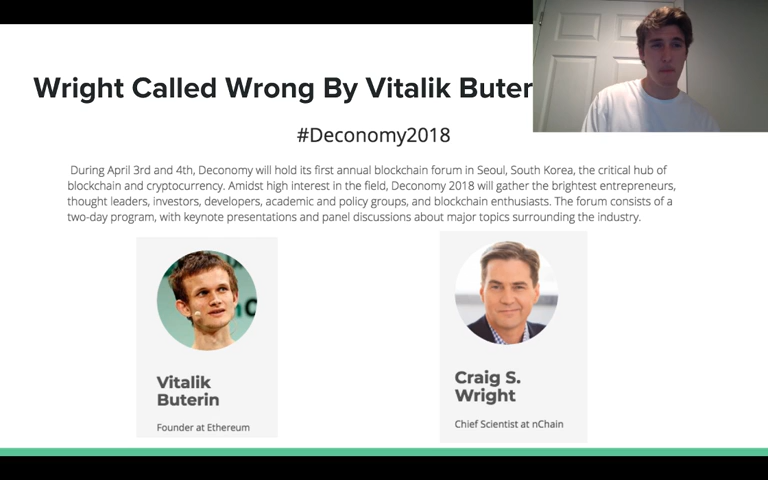 Wright Called Wrong By Vitalik Buter
#Deconomy2018
During April 3rd and 4th, Deconomy will hold its first annual blockchain forum in Seoul, South Korea, the critical hub of
blockchain and cryptocurrency. Amidst high interest in the field, Deconomy 2018 will gather the brightest entrepreneurs,
thought leaders, investors, developers, academic and policy groups, and blockchain enthusiasts. The forum consists of a
two-day program, with keynote presentations and panel discussions about major topics surrounding the industry.
Vitalik
Buterin
Founder at Ethereum
Craig S.
Wright
Chief Scientist at nChain